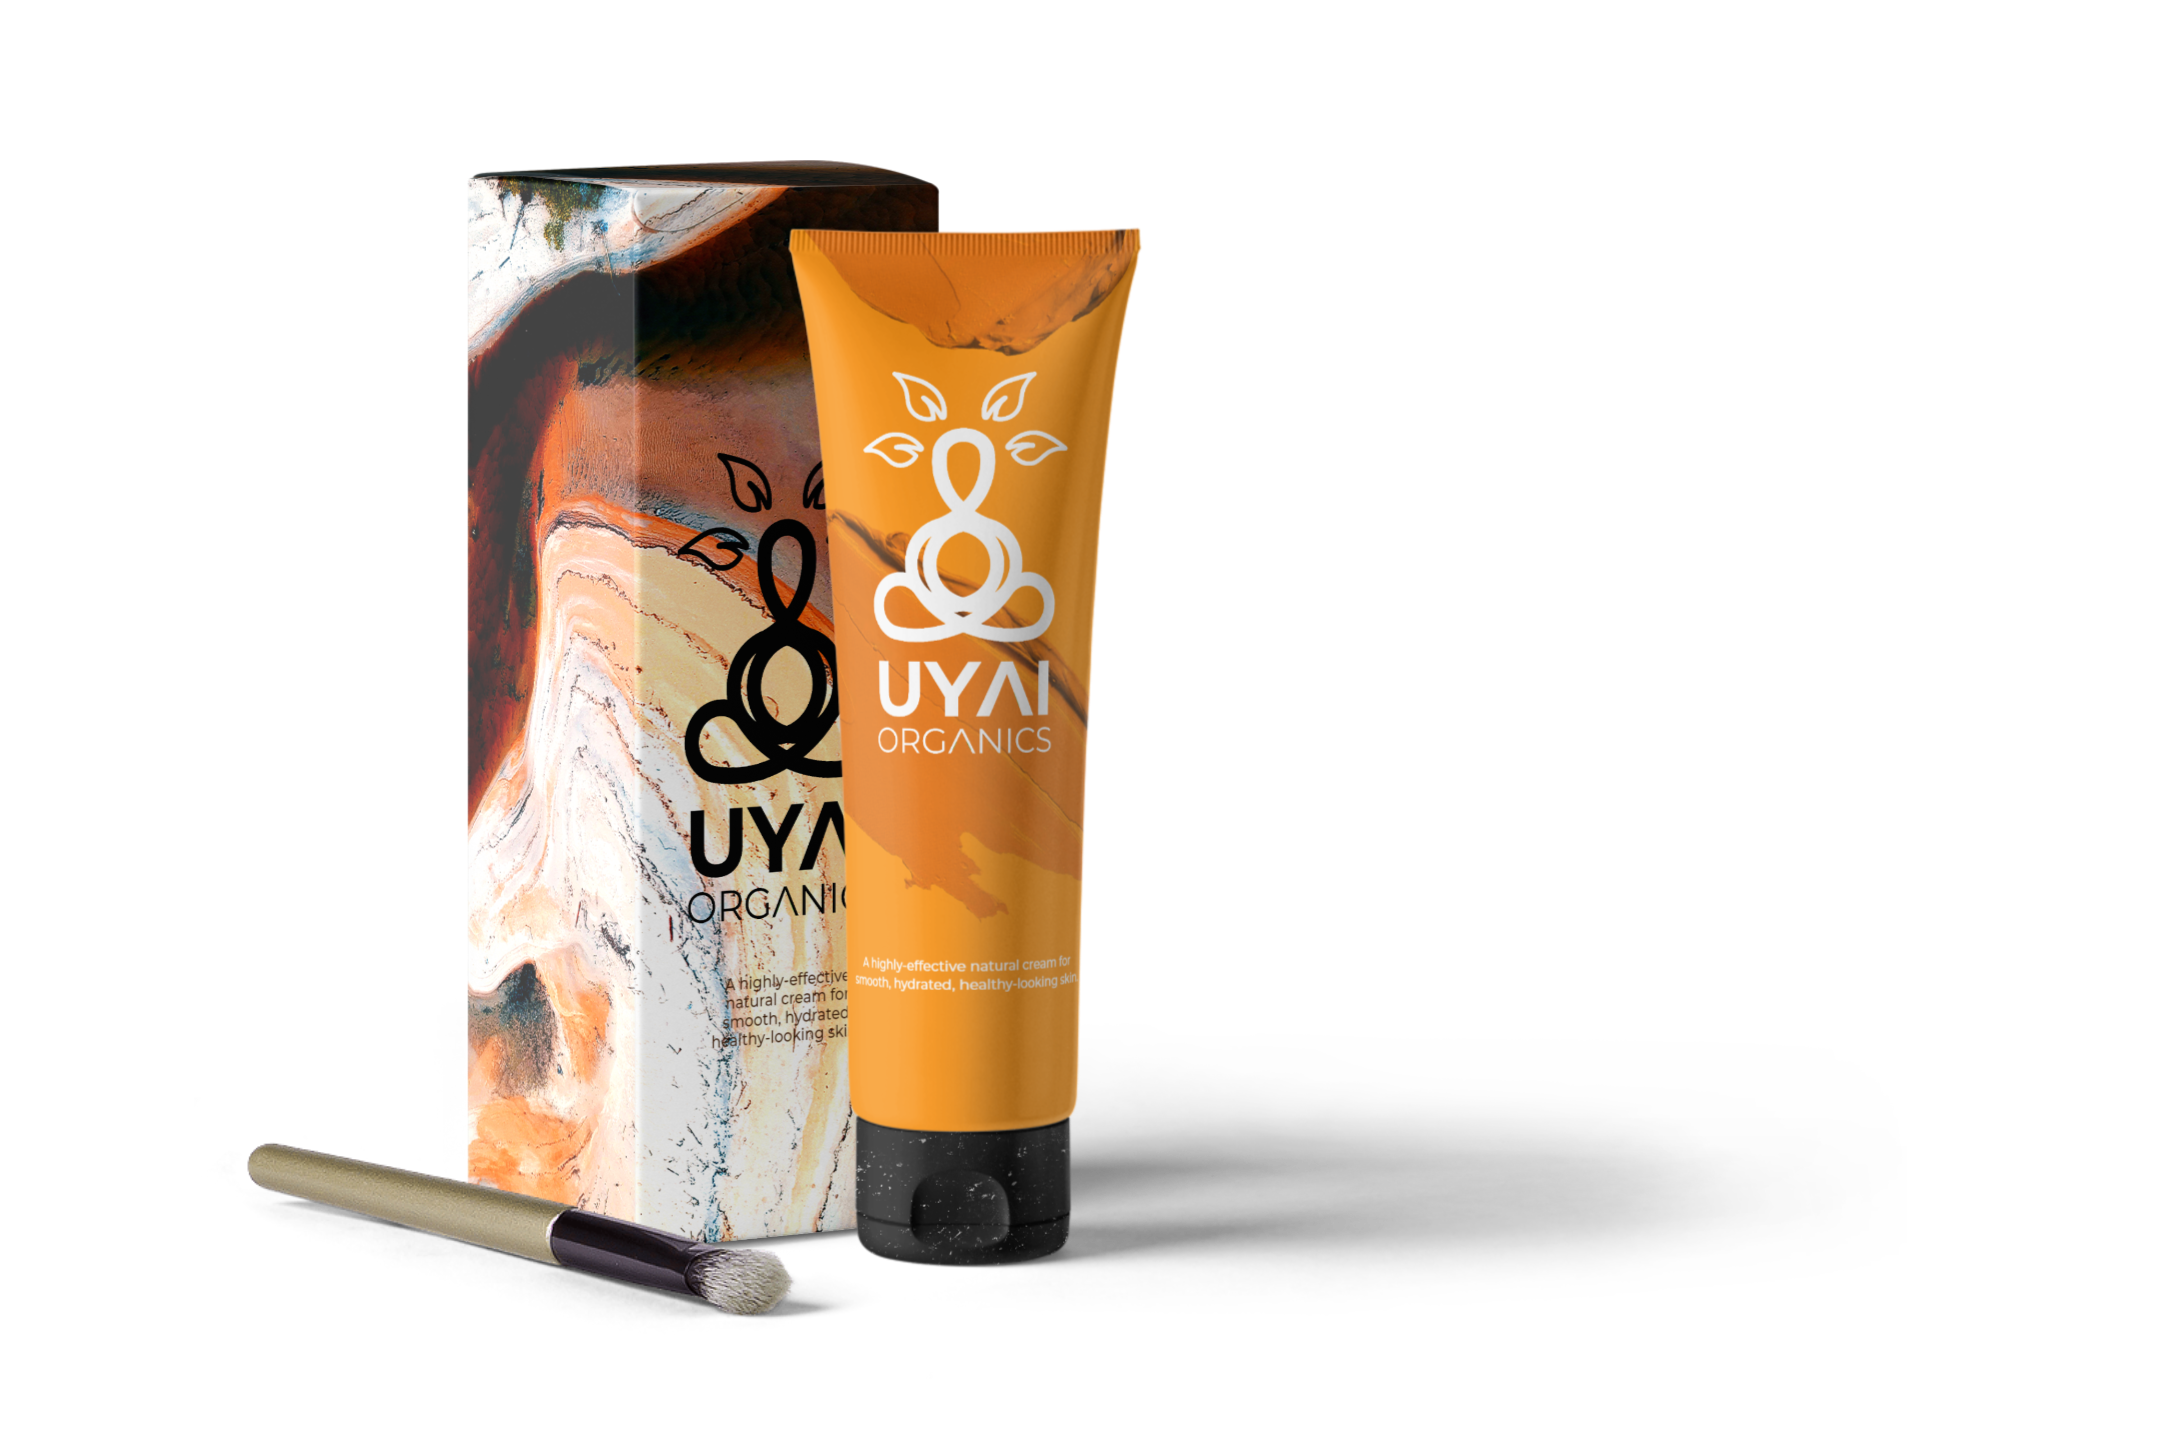 UYAI
ORGANICS
A highly-effective natural cream for
smooth, hydrated, healthy-looking skin.
UYA
ORGANIC
A highly-effective
natural cream for
smooth, hydrated
healthy-looking ski